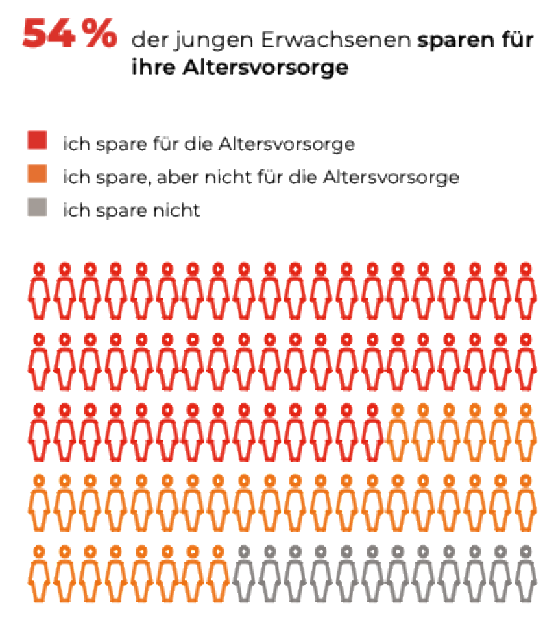 54 % der jungen Erwachsenen sparen für
ihre Altersvorsorge
ich spare für die Altersvorsorge
ich spare, aber nicht für die Altersvorsorge
ich spare nicht